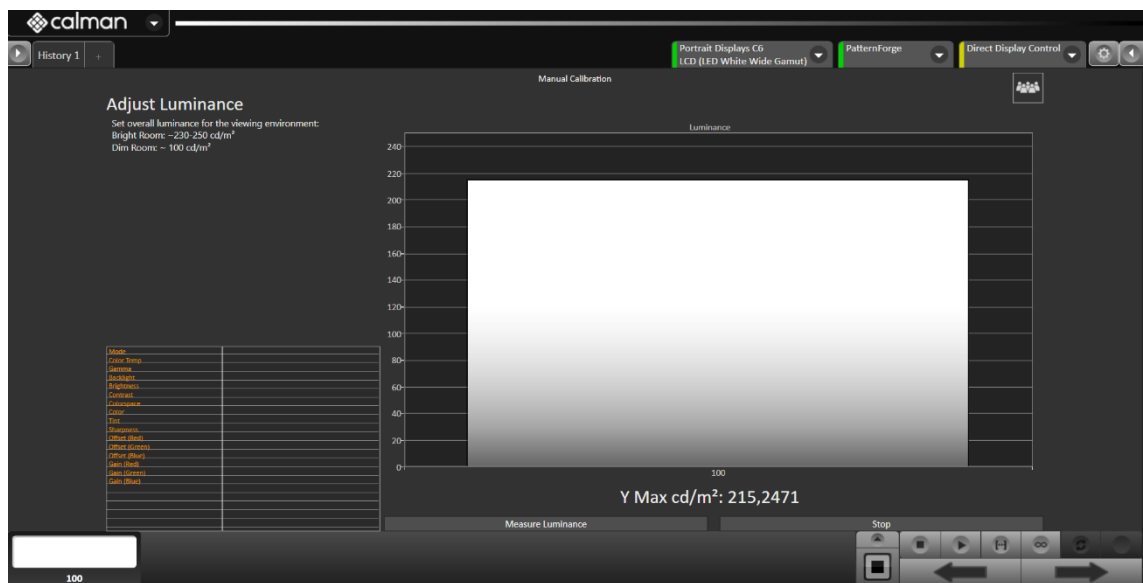 calman
History 1 +
Portrait Displays C6
LCD (LED White Wide Gamut)
PatternForge
Direct Display Control
Manual Calibration
Adjust Luminance
Set overall luminance for the viewing environment:
Bright Room: ~230-250 cd/m²
Dim Room: ~ 100 cd/m²
Luminance
240
220
200
180
160
140
120
100
80
60
40
20
0
100
Mode
Color Temp
Gamma
Backlight
Brightness
Contrast
Colorspace
Color
Tint
Sharpness
Offset (Red)
Offset (Green)
Offset (Blue)
Gain (Red)
Gain (Green)
Gain (Blue)
Y Max cd/m²: 215,2471
Measure Luminance
Stop
100